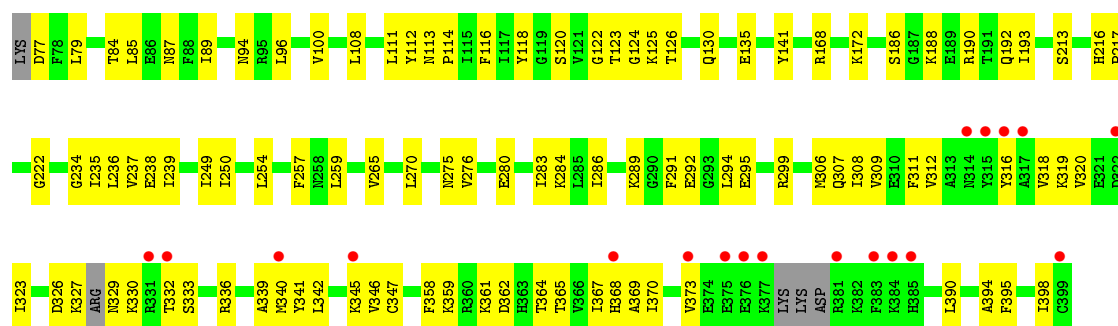 LYS D77 F78 L79 T84 L85 E86 N87 F88 I89 N94 R95 L96 V100 L108 L111 Y112 N113 P114 I115 F116 I117 Y118 G119 S120 V121 G122 T123 G124 K125 T126 Q130 E135 Y141 R168 K172 S186 G187 K188 E189 R190 T191 Q192 I193 S213 H216
G222 G234 I235 L236 V237 E238 I239 I249 I250 L254 F257 N258 L259 V265 L270 N275 V276 E280 I283 K284 L285 I286 K289 G290 F291 E292 G293 L294 E295 R299 M306 Q307 I308 V309 E310 F311 V312 A313 N314 Y315 Y316 A317 V318 K319 V320 E321
I323 D326 K327 ARG N329 K330 R331 T332 S333 R336 A339 M340 Y341 L342 K345 V346 C347 F358 K359 R360 K361 D362 H363 T364 T365 V366 I367 H368 A369 I370 V373 E374 E375 E376 K377 LYS LYS ASP R381 K382 F383 K384 H385 L390 A394 F395 I398 C399